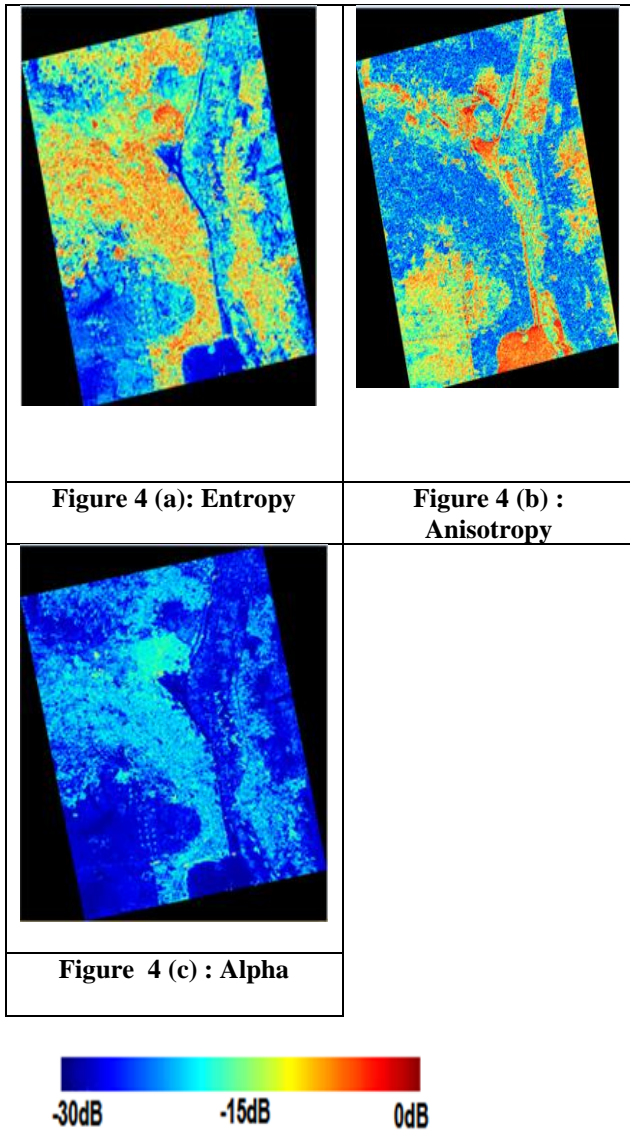 Figure 4 (a): Entropy
Figure 4 (b) :
Anisotropy
Figure 4 (c) : Alpha
-30dB -15dB 0dB